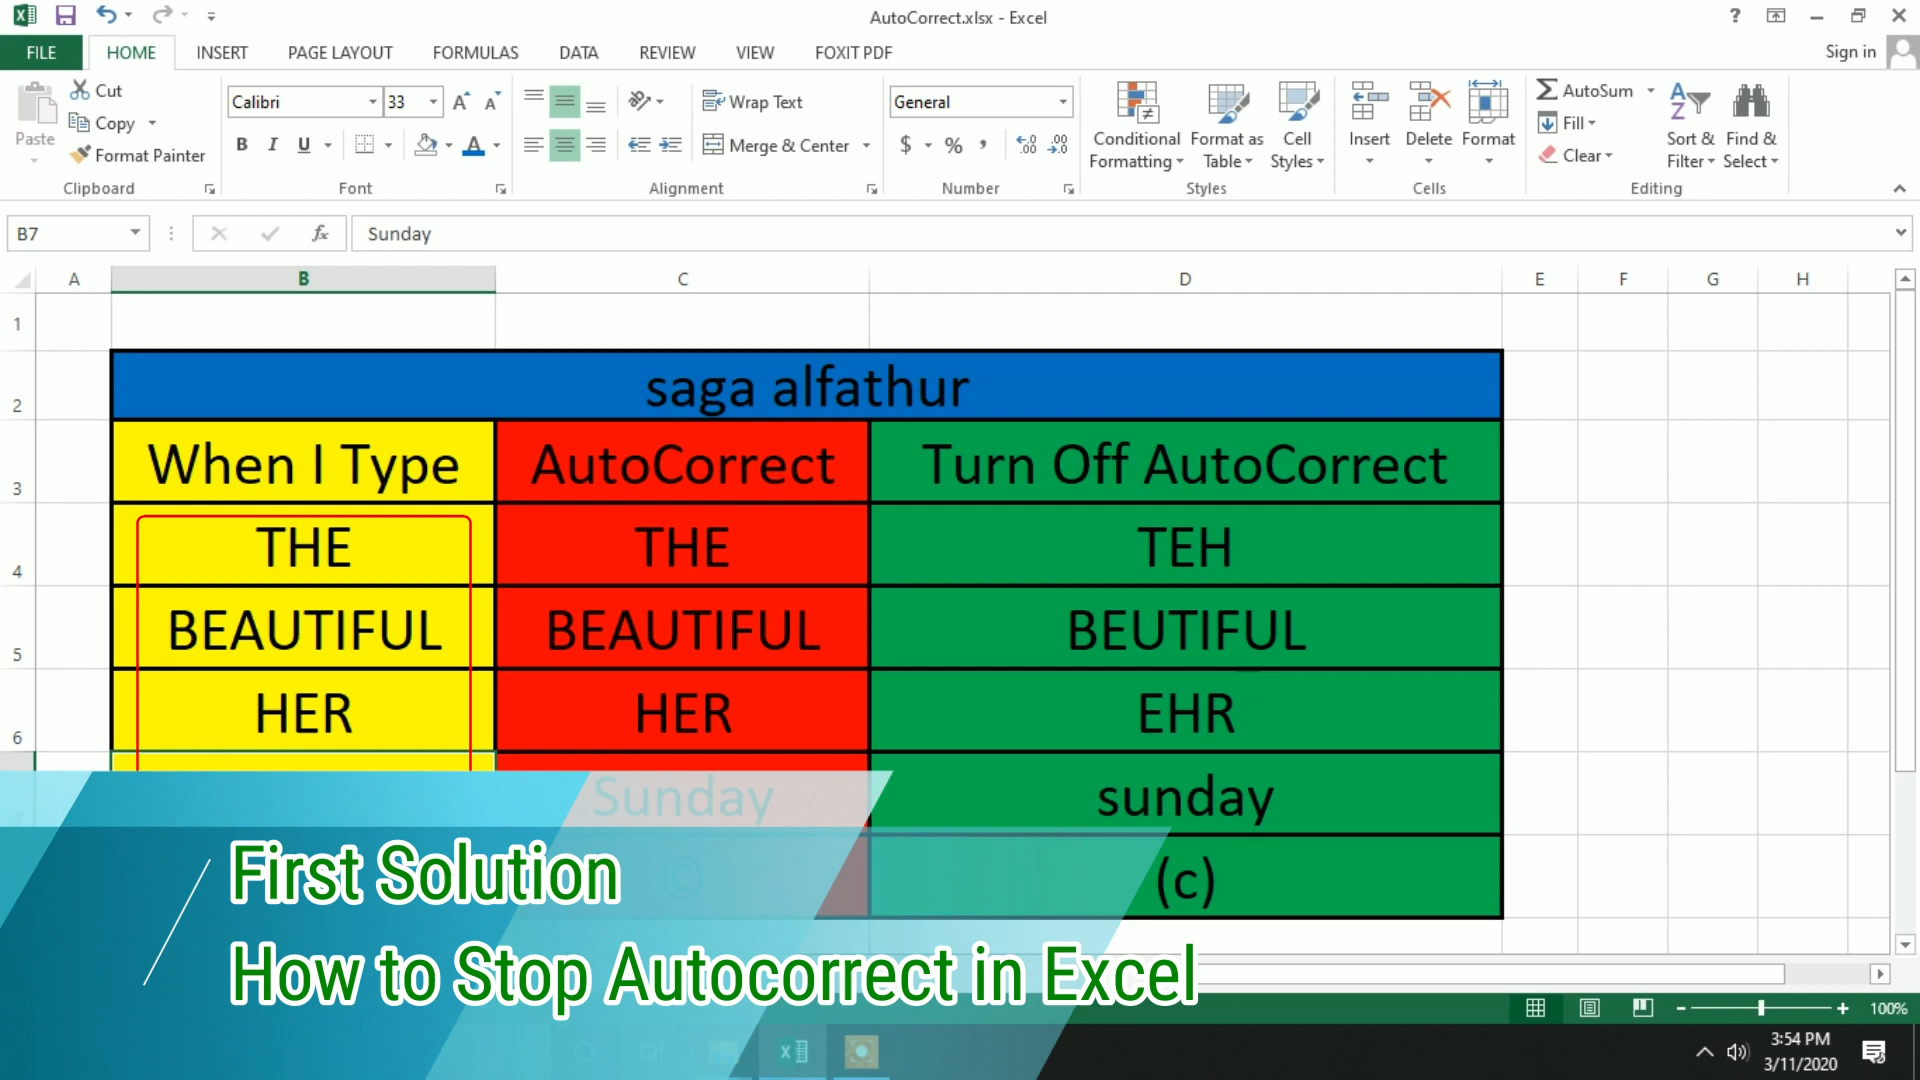 AutoCorrect.xlsx - Excel
?
FILE HOME INSERT PAGE LAYOUT FORMULAS DATA REVIEW VIEW FOXIT PDF Sign in
Paste
Cut
Copy
Format Painter
Clipboard
Calibri 33 A A
B I U A
Font
Wrap Text
Merge & Center
Alignment
General
$ % , .00 .00
Number
Conditional Formatting
Format as Table
Cell Styles
Styles
Insert Delete Format
Cells
AutoSum
Fill
Clear
Sort & Filter
Find & Select
Editing
B7 fx Sunday
A B C D E F G H
1
2 saga alfathur
3 When I Type AutoCorrect Turn Off AutoCorrect
4 THE THE TEH
5 BEAUTIFUL BEAUTIFUL BEUTIFUL
6 HER HER EHR
7 Sunday sunday
© (c)
First Solution
How to Stop Autocorrect in Excel
100%
3:54 PM
3/11/2020